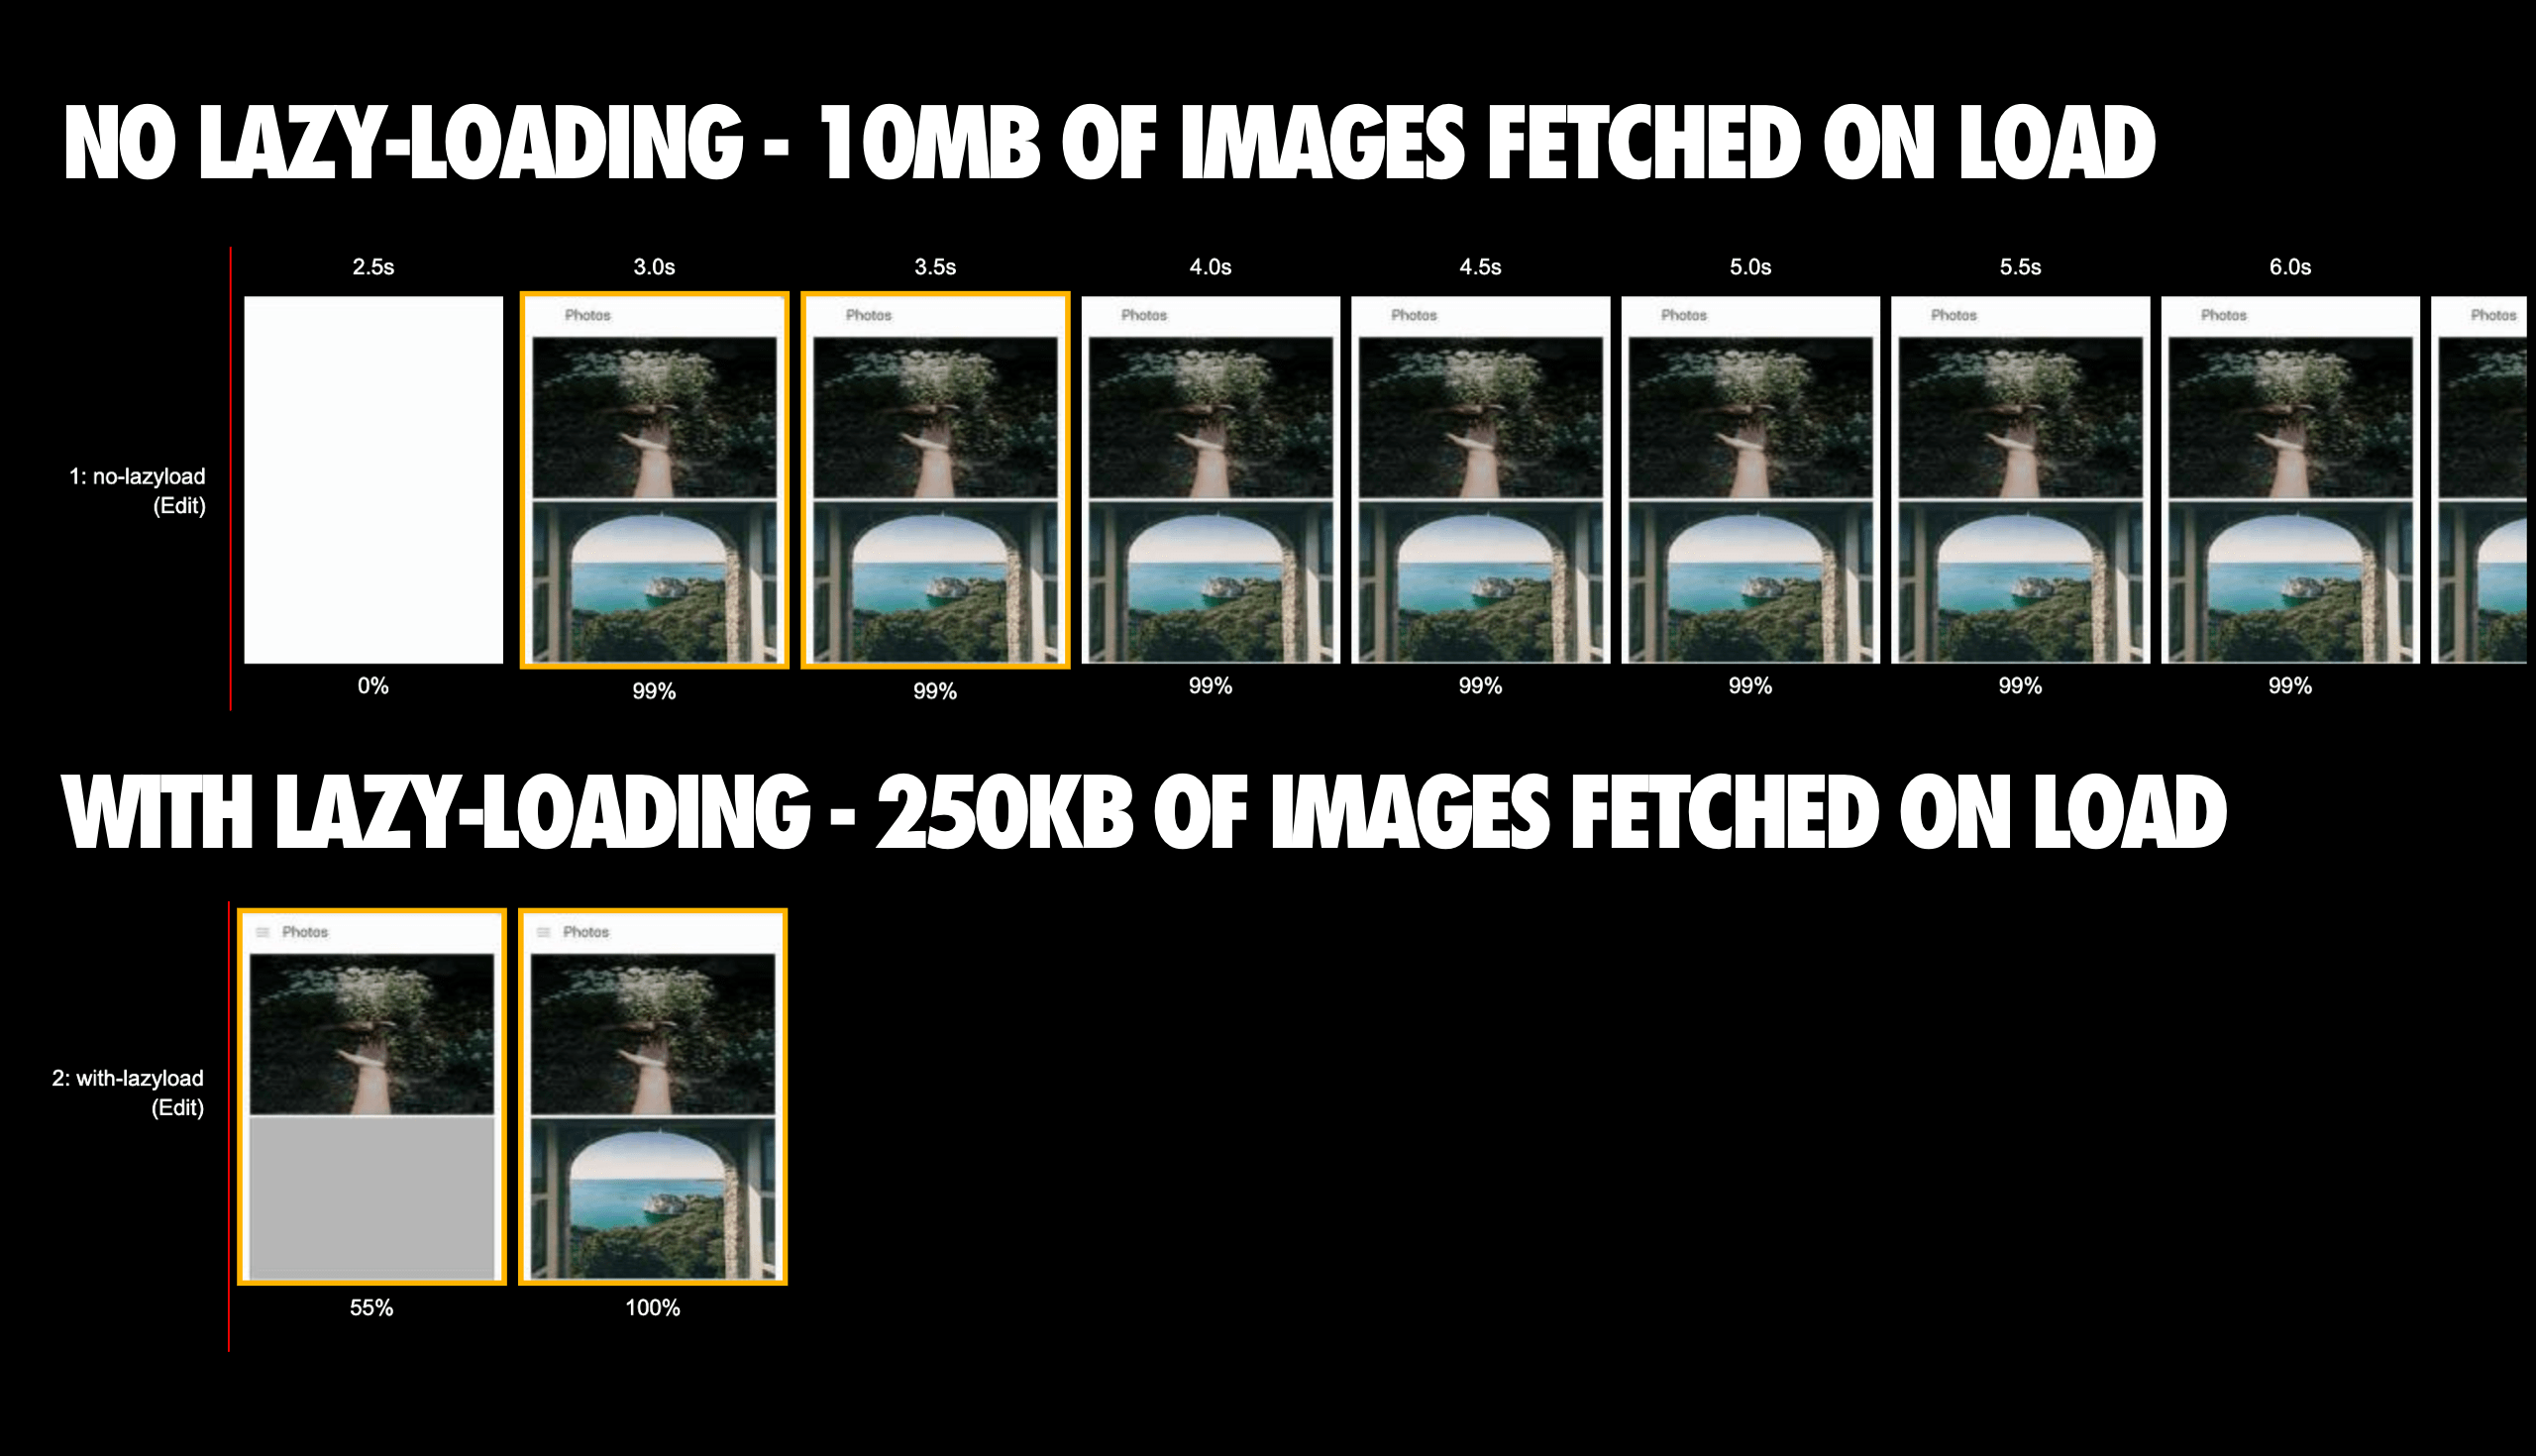 NO LAZY-LOADING - 10MB OF IMAGES FETCHED ON LOAD
2.5s 3.0s 3.5s 4.0s 4.5s 5.0s 5.5s 6.0s
Photos Photos Photos Photos Photos Photos Photos Photos
1: no-lazyload
(Edit)
0% 99% 99% 99% 99% 99% 99% 99%
WITH LAZY-LOADING - 250KB OF IMAGES FETCHED ON LOAD
Photos Photos
2: with-lazyload
(Edit)
55% 100%